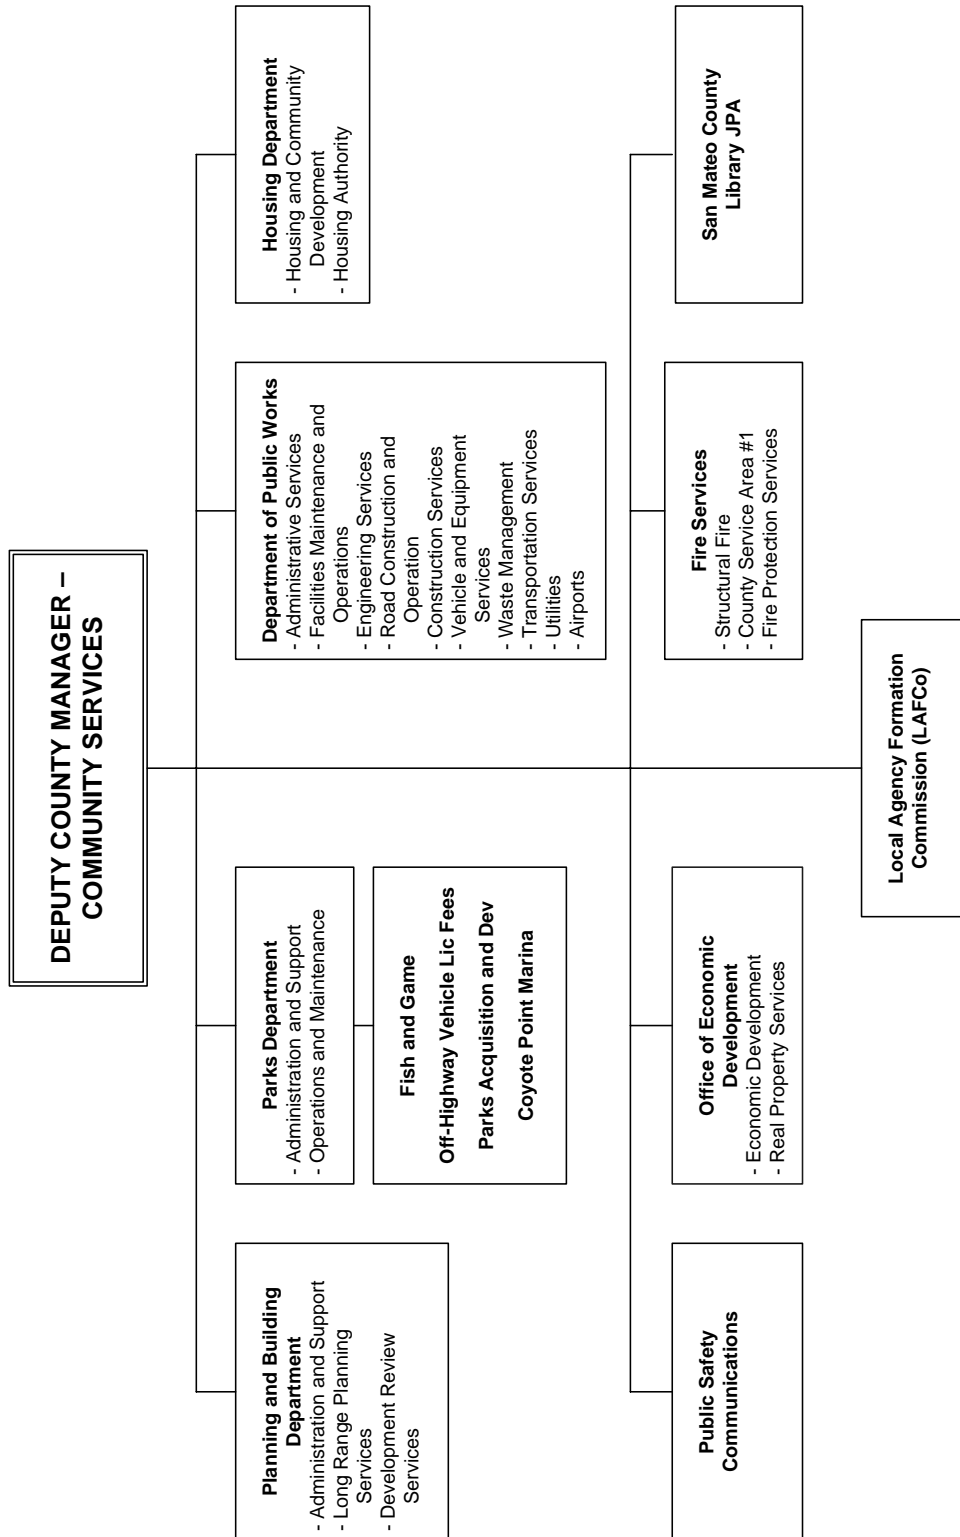 DEPUTY COUNTY MANAGER –
COMMUNITY SERVICES
Planning and Building
Department
- Administration and Support
- Long Range Planning
Services
- Development Review
Services
Parks Department
- Administration and Support
- Operations and Maintenance
Fish and Game
Off-Highway Vehicle Lic Fees
Parks Acquisition and Dev
Coyote Point Marina
Department of Public Works
- Administrative Services
- Facilities Maintenance and
Operations
- Engineering Services
- Road Construction and
Operation
- Construction Services
- Vehicle and Equipment
Services
- Waste Management
- Transportation Services
- Utilities
- Airports
Housing Department
- Housing and Community
Development
- Housing Authority
Public Safety
Communications
Office of Economic
Development
- Economic Development
- Real Property Services
Fire Services
- Structural Fire
- County Service Area #1
- Fire Protection Services
San Mateo County
Library JPA
Local Agency Formation
Commission (LAFCo)